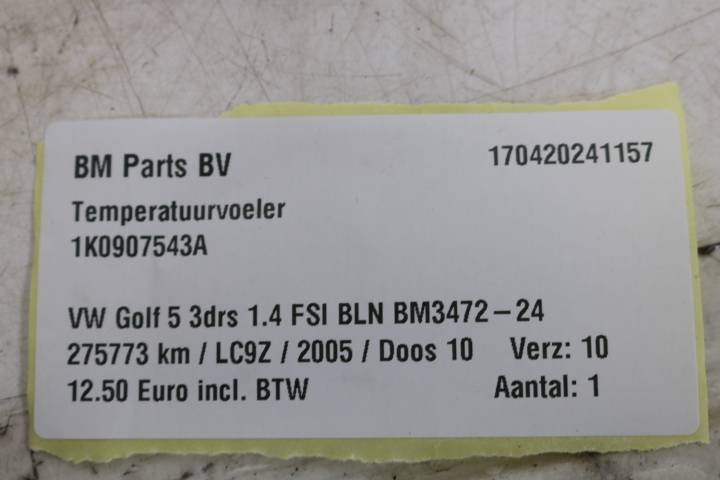 BM Parts BV 170420241157
Temperatuurvoeler
1K0907543A
VW Golf 5 3drs 1.4 FSI BLN BM3472-24
275773 km / LC9Z / 2005 / Doos 10 Verz: 10
12.50 Euro incl. BTW Aantal: 1